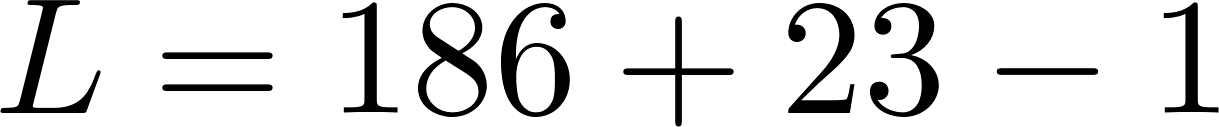 L = 186 + 23 − 1